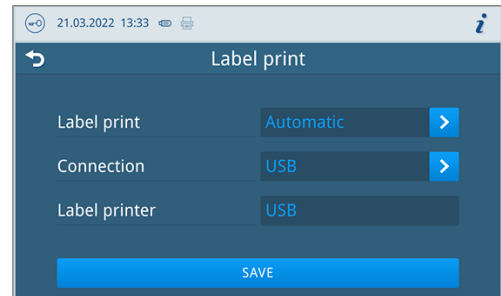 21.03.2022 13:33
Label print
Label print Automatic
Connection USB
Label printer USB
SAVE